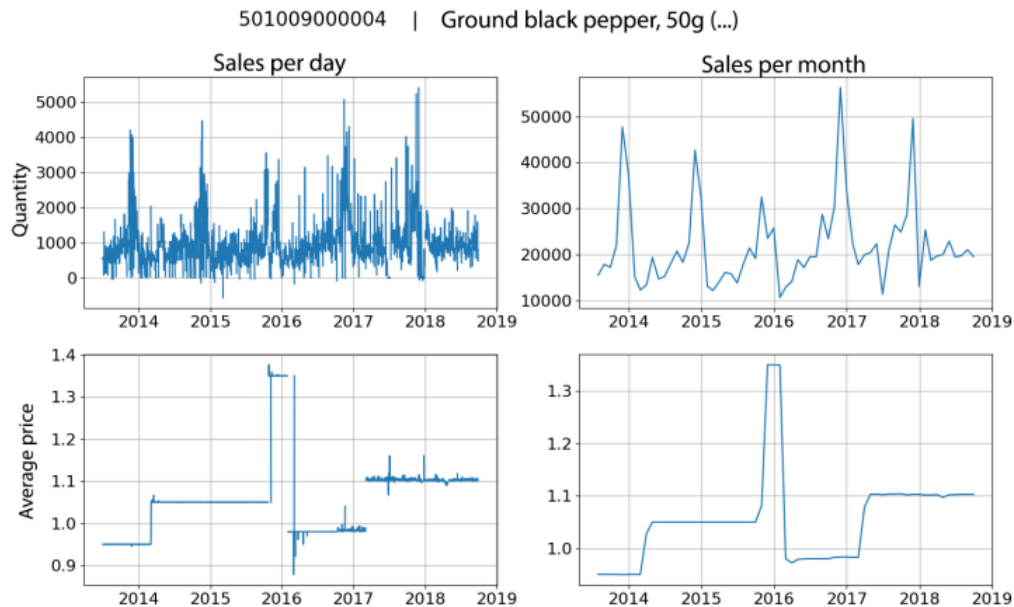 501009000004 | Ground black pepper, 50g (...)
Sales per day
Quantity
5000
4000
3000
2000
1000
0
2014 2015 2016 2017 2018 2019
Sales per month
50000
40000
30000
20000
10000
2014 2015 2016 2017 2018 2019
Average price
1.4
1.3
1.2
1.1
1.0
0.9
2014 2015 2016 2017 2018 2019
1.3
1.2
1.1
1.0
2014 2015 2016 2017 2018 2019